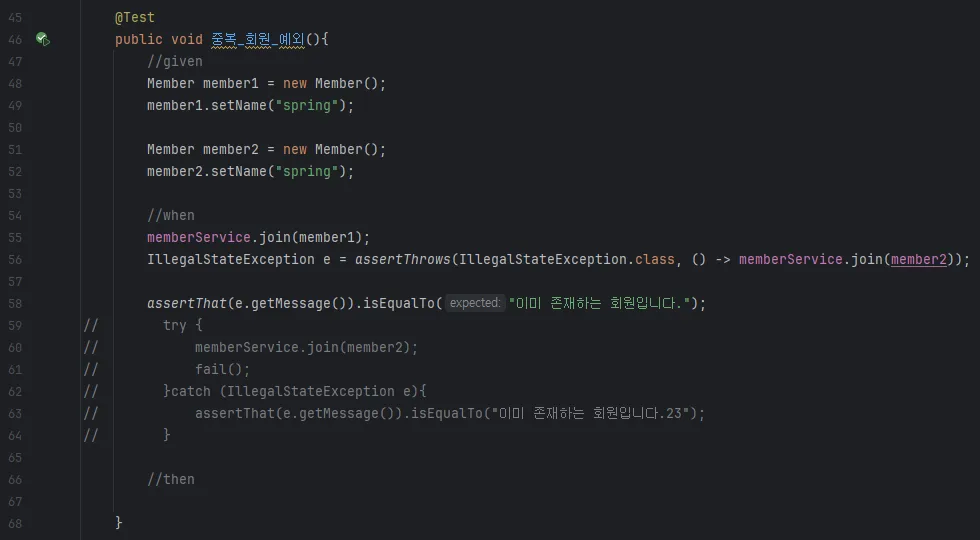 45 @Test
46 public void 중복_회원_예외(){
47 //given
48 Member member1 = new Member();
49 member1.setName("spring");
50
51 Member member2 = new Member();
52 member2.setName("spring");
53
54 //when
55 memberService.join(member1);
56 IllegalStateException e = assertThrows(IllegalStateException.class, () -> memberService.join(member2));
57
58 assertThat(e.getMessage()).isEqualTo( expected: "이미 존재하는 회원입니다.");
59 // try {
60 // memberService.join(member2);
61 // fail();
62 // }catch (IllegalStateException e){
63 // assertThat(e.getMessage()).isEqualTo("이미 존재하는 회원입니다.23");
64 // }
65
66 //then
67
68 }